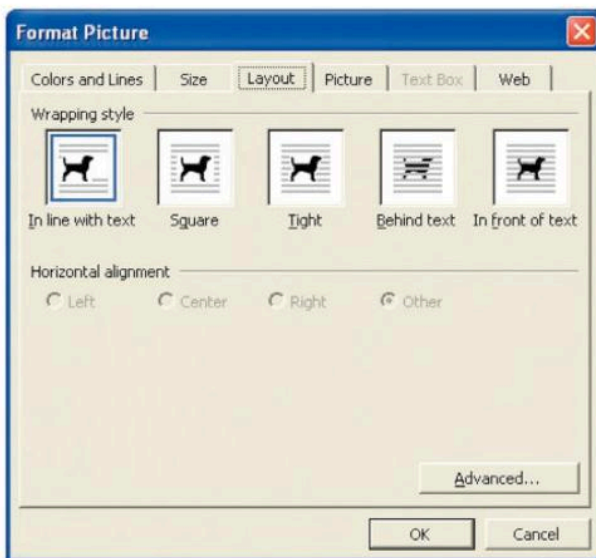 Format Picture
Colors and Lines Size Layout Picture Text Box Web
Wrapping style
In line with text Square Tight Behind text In front of text
Horizontal alignment
Left Center Right Other
Advanced...
OK Cancel